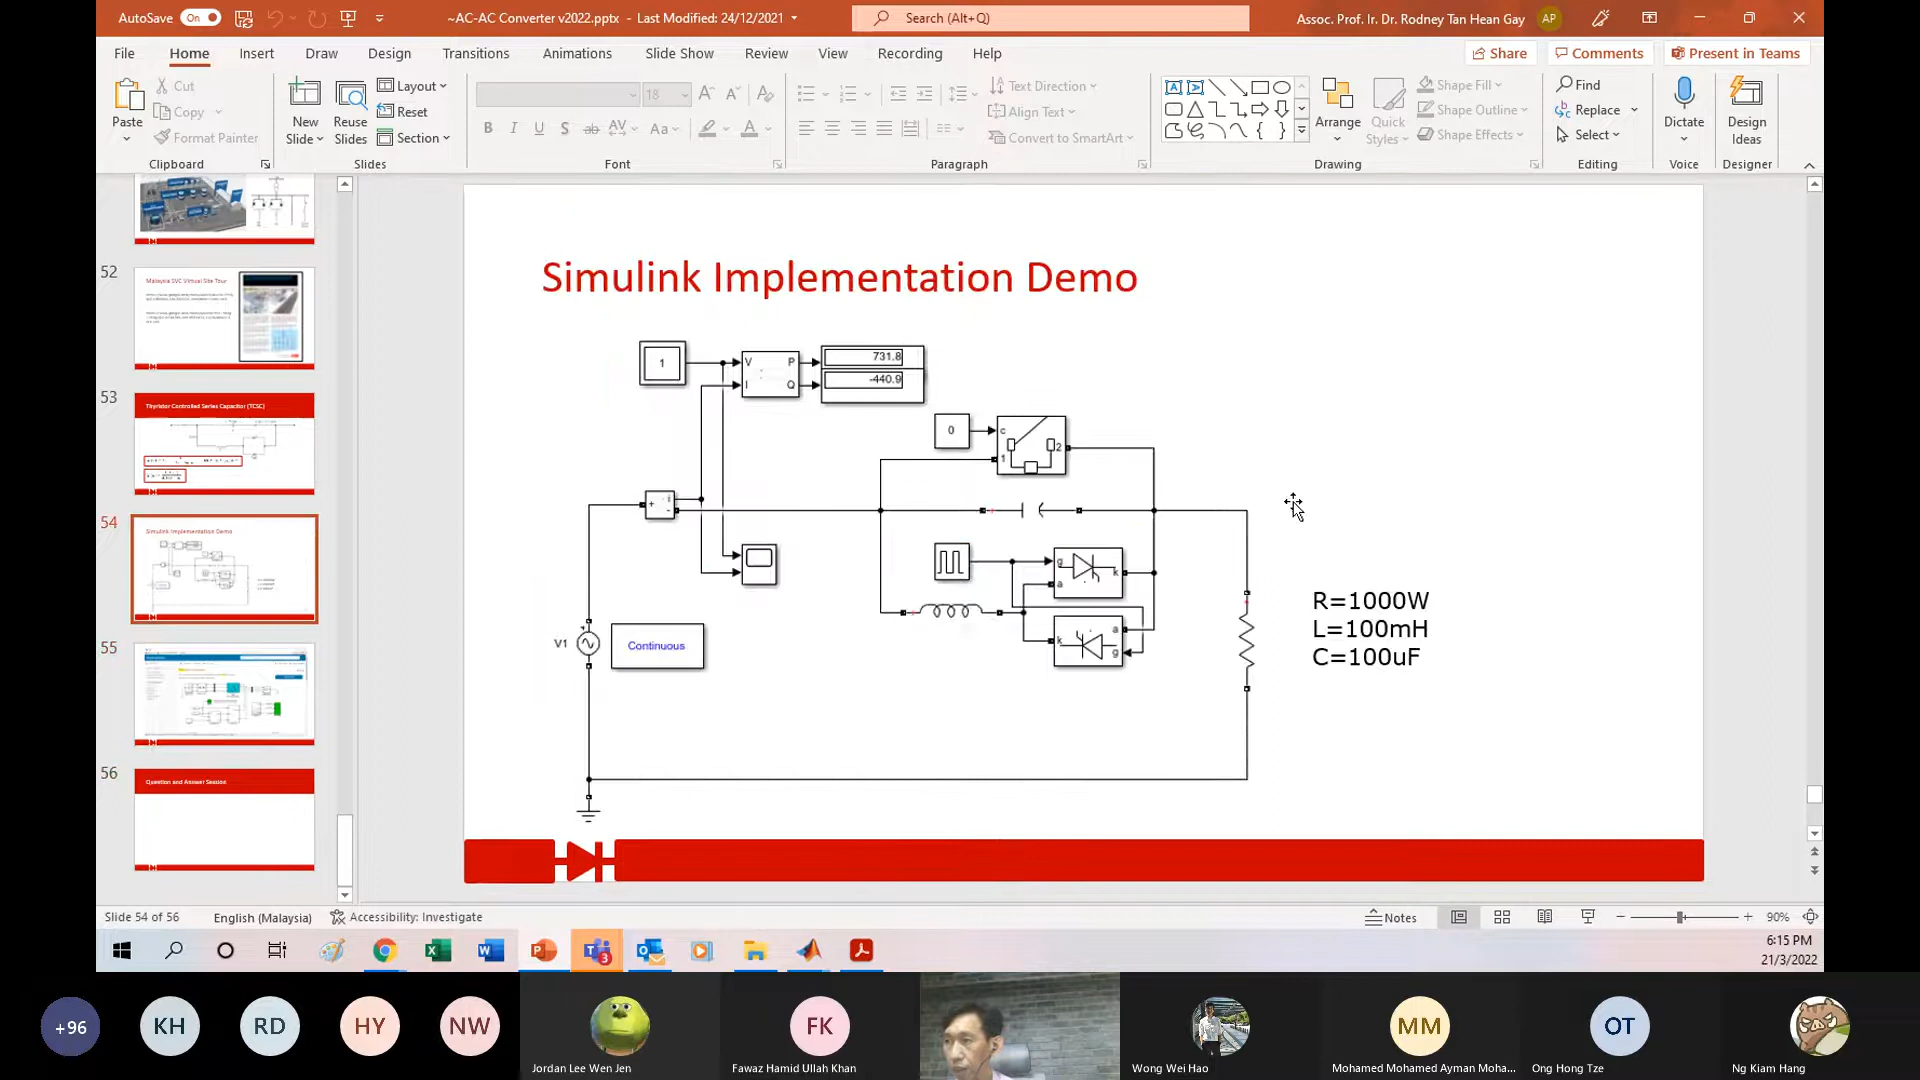 AutoSave On
~AC-AC Converter v2022.pptx - Last Modified: 24/12/2021
Search (Alt+Q)
Assoc. Prof. Ir. Dr. Rodney Tan Hean Gay AP
File Home Insert Draw Design Transitions Animations Slide Show Review View Recording Help
Share Comments Present in Teams
Paste
Cut
Copy
Format Painter
New Slide
Reuse Slides
Layout
Reset
Section
18
Text Direction
Align Text
Convert to SmartArt
Arrange
Quick Styles
Shape Fill
Shape Outline
Shape Effects
Find
Replace
Select
Dictate
Design Ideas
Clipboard Slides Font Paragraph Drawing Editing Voice Designer
52
Malaysia SVC Virtual Site Tour
53
Thyristor Controlled Series Capacitor (TCSC)
54
Simulink Implementation Demo
55
56
Question and Answer Session
Simulink Implementation Demo
1
V P
I Q
731.8
-440.9
0
c
1 2
+ i
-
g
a k
k a
g
V1
Continuous
R=1000W
L=100mH
C=100uF
Slide 54 of 56
English (Malaysia)
Accessibility: Investigate
Notes
90%
3
6:15 PM
21/3/2022
+96 KH RD HY NW FK MM OT
Jordan Lee Wen Jen
Fawaz Hamid Ullah Khan
Wong Wei Hao
Mohamed Mohamed Ayman Moha...
Ong Hong Tze
Ng Kiam Hang